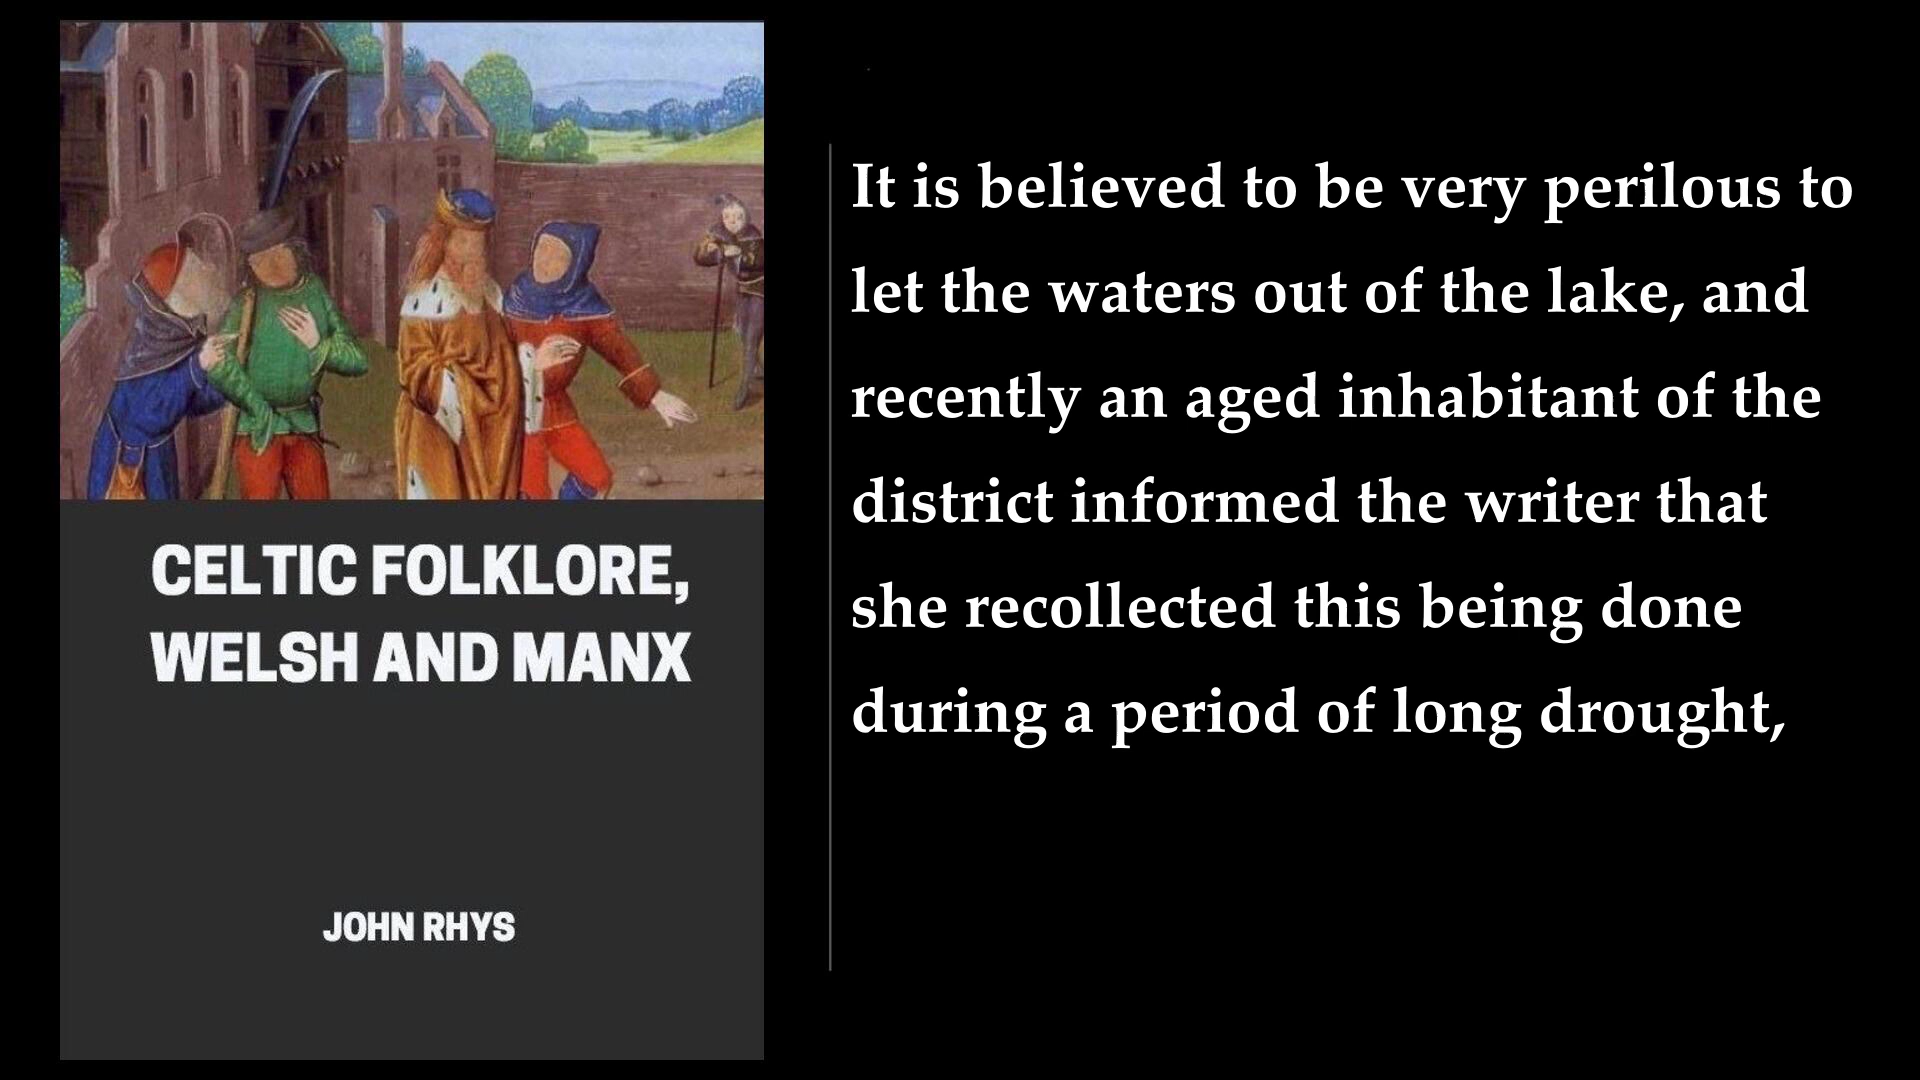 CELTIC FOLKLORE,
WELSH AND MANX
JOHN RHYS
It is believed to be very perilous to
let the waters out of the lake, and
recently an aged inhabitant of the
district informed the writer that
she recollected this being done
during a period of long drought,